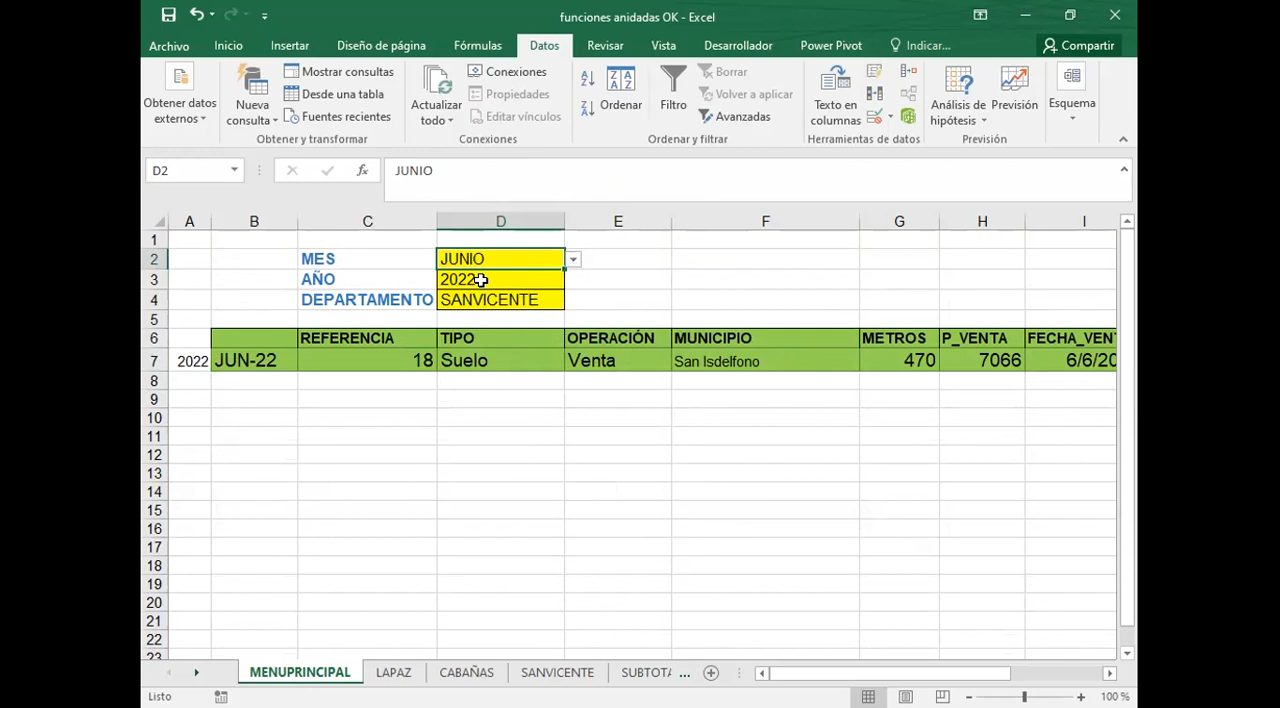 funciones anidadas OK - Excel
Archivo Inicio Insertar Diseño de página Fórmulas Datos Revisar Vista Desarrollador Power Pivot Indicar... Compartir
Obtener datos externos
Nueva consulta
Mostrar consultas
Desde una tabla
Fuentes recientes
Obtener y transformar
Actualizar todo
Conexiones
Propiedades
Editar vínculos
Conexiones
Ordenar
Filtro
Borrar
Volver a aplicar
Avanzadas
Ordenar y filtrar
Texto en columnas
Herramientas de datos
Análisis de hipótesis
Previsión
Previsión
Esquema
D2 fx JUNIO
A B C D E F G H I
1
2 MES JUNIO
3 AÑO 2022
4 DEPARTAMENTO SANVICENTE
5
6 REFERENCIA TIPO OPERACIÓN MUNICIPIO METROS P_VENTA FECHA_VENT
7 2022 JUN-22 18 Suelo Venta San Isdelfono 470 7066 6/6/20
8
9
10
11
12
13
14
15
16
17
18
19
20
21
22
23
MENUPRINCIPAL LAPAZ CABAÑAS SANVICENTE SUBTOTA ...
Listo 100 %